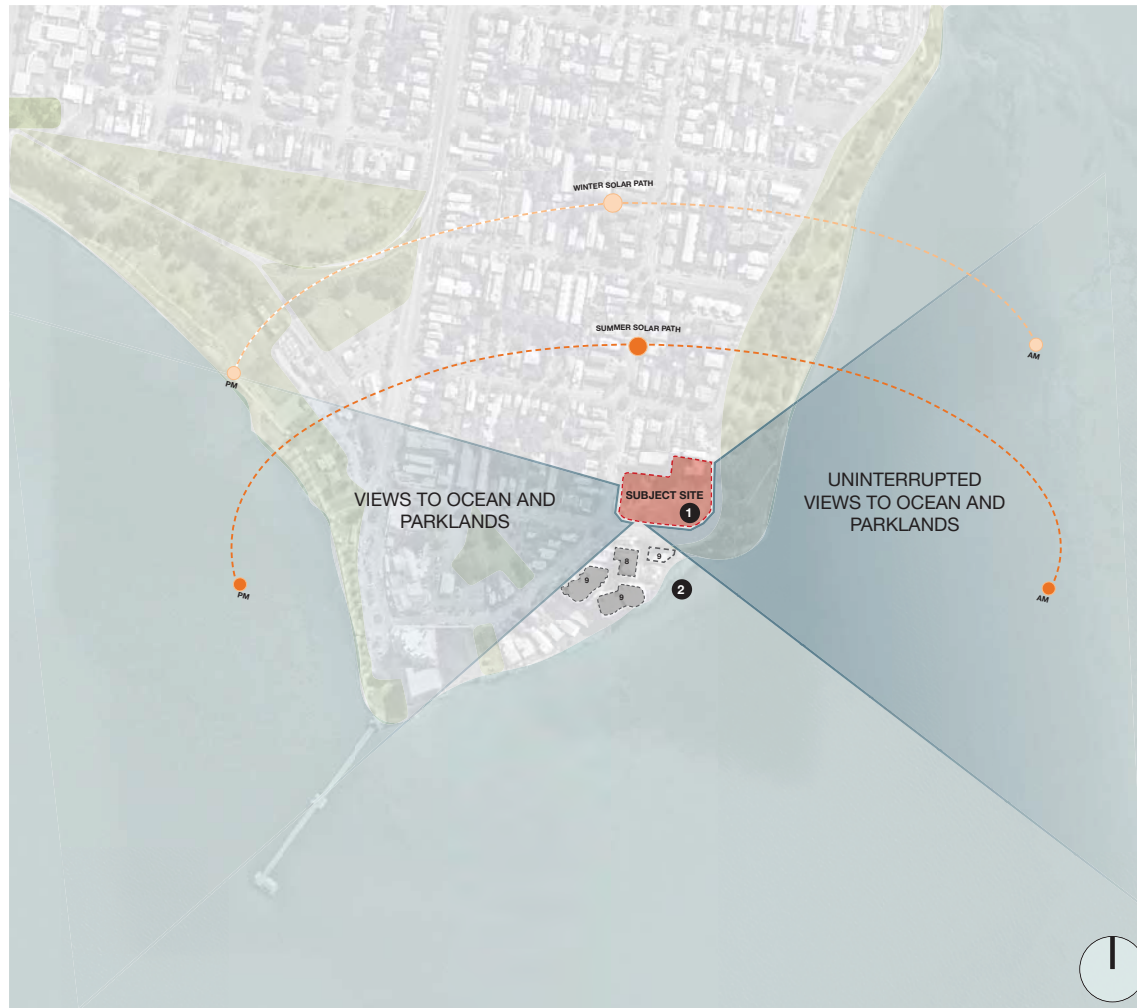 WINTER SOLAR PATH
SUMMER SOLAR PATH
AM
PM
VIEWS TO OCEAN AND
PARKLANDS
UNINTERRUPTED
VIEWS TO OCEAN AND
PARKLANDS
SUBJECT SITE
1
8
9
9
9
2
PM
AM